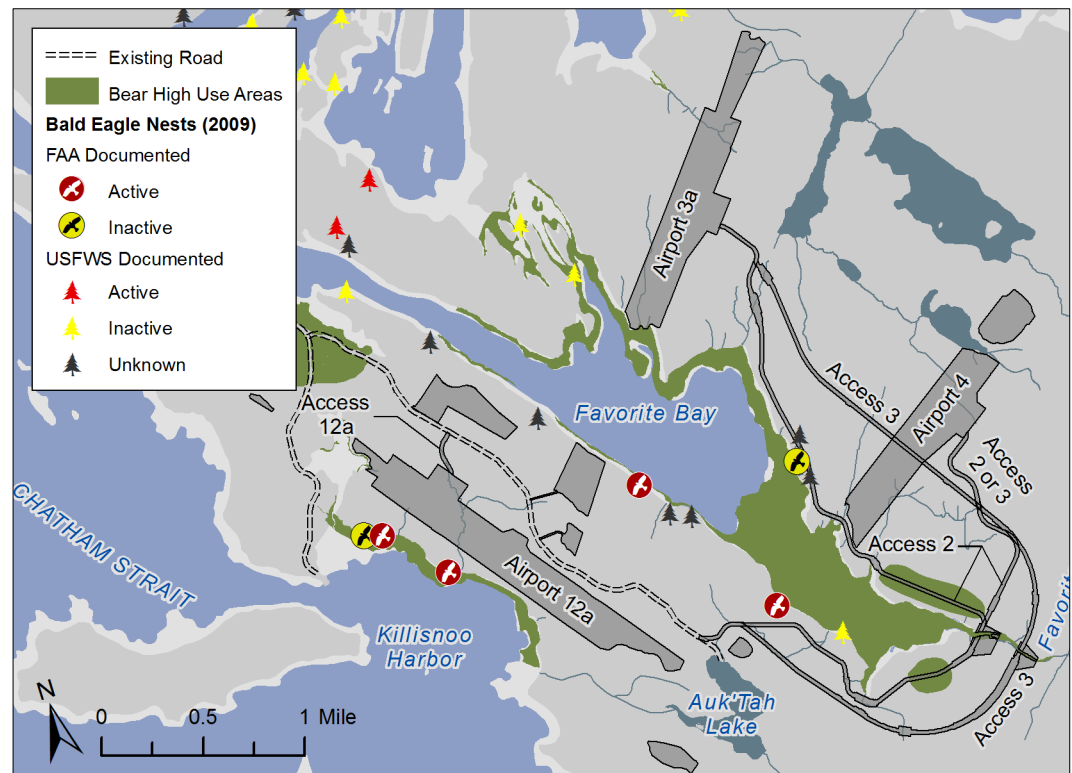 Existing Road
Bear High Use Areas
Bald Eagle Nests (2009)
FAA Documented
Active
Inactive
USFWS Documented
Active
Inactive
Unknown
Airport 3a
Access 3
Airport 4
Access
2 or 3
Access
12a
Favorite Bay
Access 2
CHATHAM STRAIT
Airport 12a
Killisnoo
Harbor
Favorit
Auk'Tah
Lake
Access 3
N
0 0.5 1 Mile